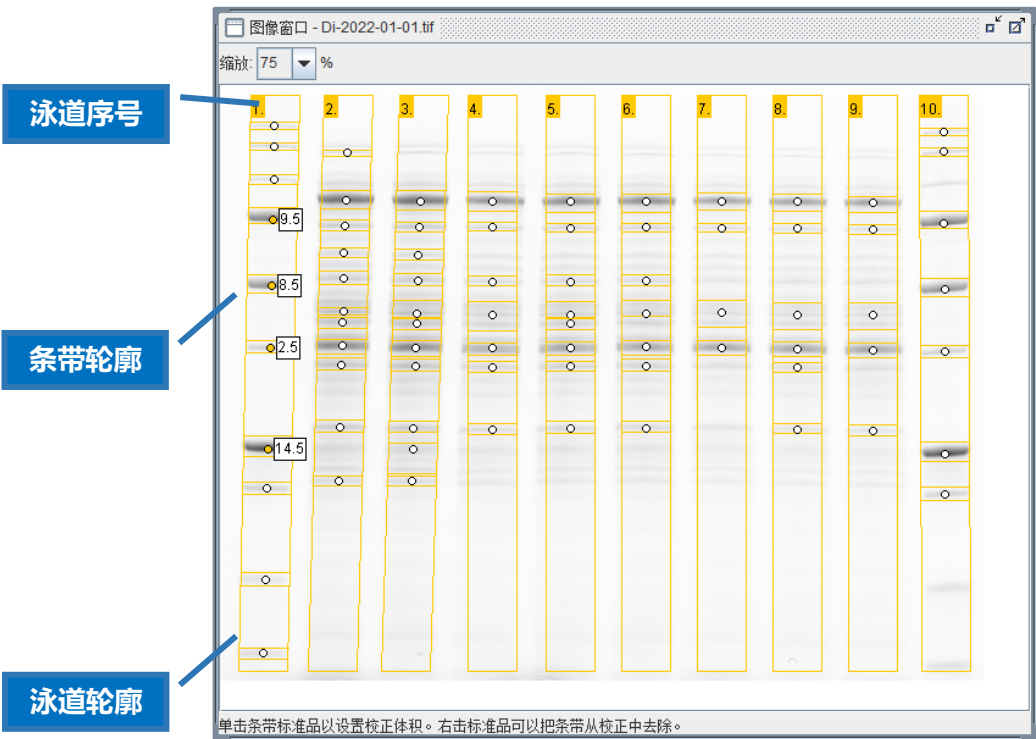 图像窗口 - Di-2022-01-01.tif
缩放: 75 %
泳道序号
1. 2. 3. 4. 5. 6. 7. 8. 9. 10.
9.5
8.5
条带轮廓
2.5
14.5
泳道轮廓
单击条带标准品以设置校正体积。右击标准品可以把条带从校正中去除。